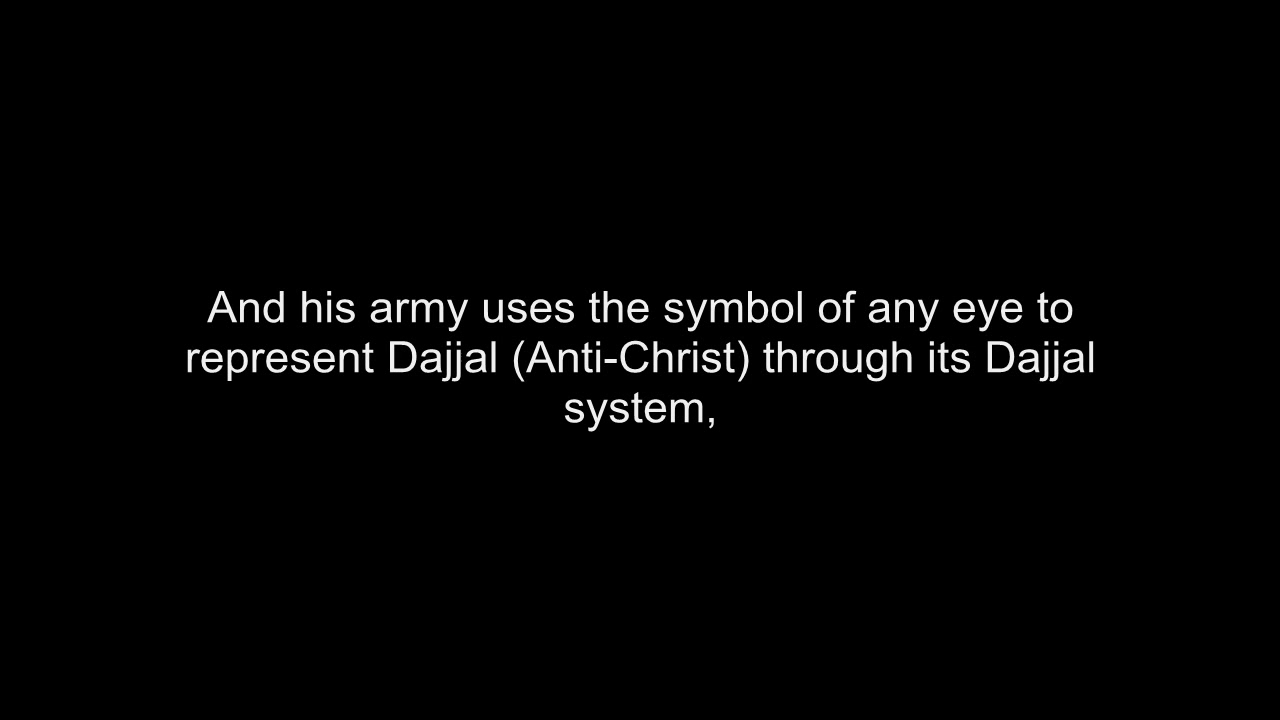 And his army uses the symbol of any eye to
represent Dajjal (Anti-Christ) through its Dajjal
system,